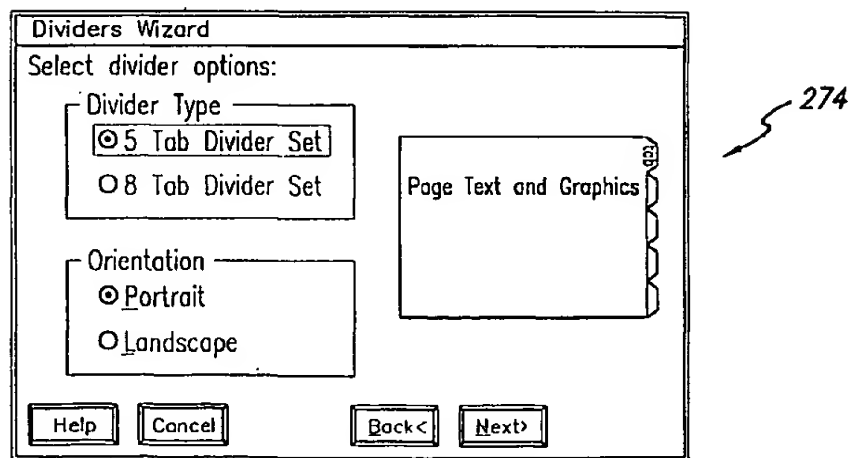 Dividers Wizard
Select divider options:
Divider Type
5 Tab Divider Set
8 Tab Divider Set
Orientation
Portrait
Landscape
tab
Page Text and Graphics
Help
Cancel
Back<
Next>
274